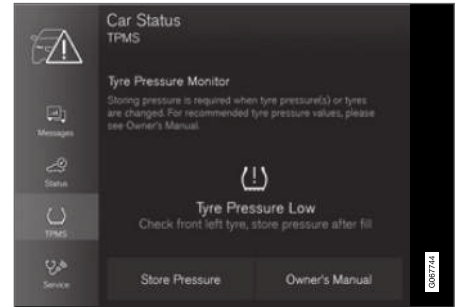 Car Status
TPMS
Tyre Pressure Monitor
Storing pressure is required when tyre pressure(s) or tyres
are changed. For recommended tyre pressure values, please
see Owner's Manual.
Messages
Status
TPMS
Service
Tyre Pressure Low
Check front left tyre, store pressure after fill
Store Pressure
Owner's Manual
G067744